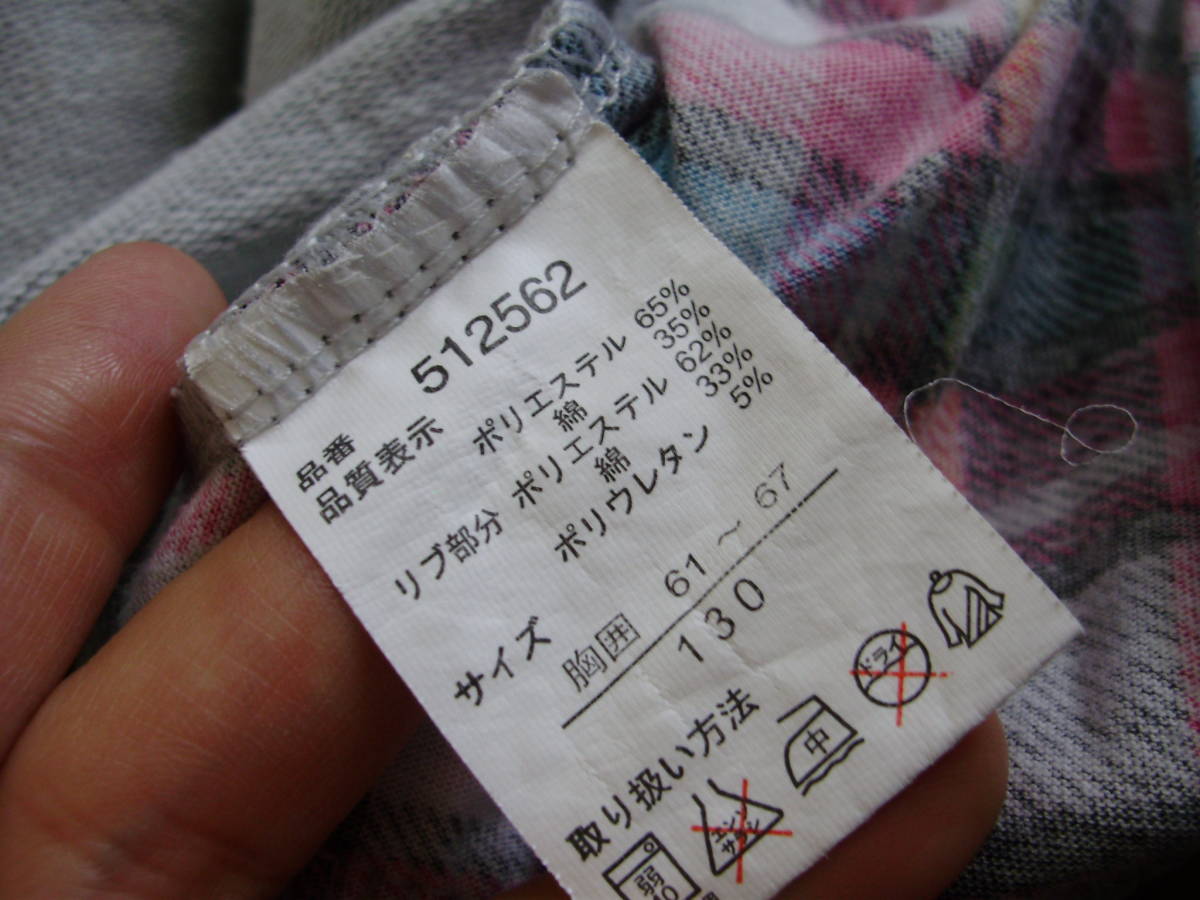 品番 512562
品質表示 ポリエステル 65%
綿 35%
リブ部分 ポリエステル 62%
綿 33%
ポリウレタン 5%
サイズ 胸囲 61～67
130
取り扱い方法
弱
エンソ
サラシ
中
ドライ